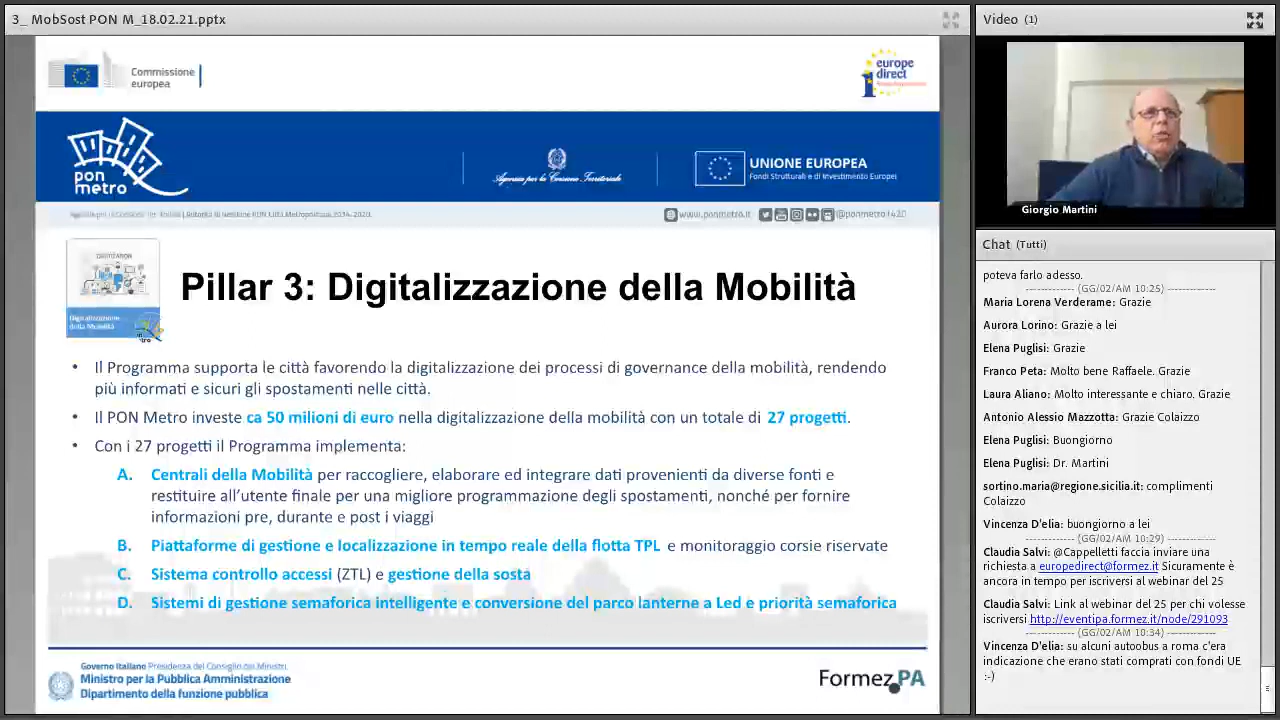 3_ MobSost PON M_18.02.21.pptx
Commissione
europea
europe
direct
pon
metro
Agenzia per la Coesione Territoriale
UNIONE EUROPEA
Fondi Strutturali e di Investimento Europei
www.ponmetro.it
@ponmetro1420
DIGITIZATION
Digitalizzazione
della Mobilità
Pillar 3: Digitalizzazione della Mobilità
• Il Programma supporta le città favorendo la digitalizzazione dei processi di governance della mobilità, rendendo
più informati e sicuri gli spostamenti nelle città.
• Il PON Metro investe ca 50 milioni di euro nella digitalizzazione della mobilità con un totale di 27 progetti.
• Con i 27 progetti il Programma implementa:
A. Centrali della Mobilità per raccogliere, elaborare ed integrare dati provenienti da diverse fonti e
restituire all'utente finale per una migliore programmazione degli spostamenti, nonché per fornire
informazioni pre, durante e post i viaggi
B. Piattaforme di gestione e localizzazione in tempo reale della flotta TPL e monitoraggio corsie riservate
C. Sistema controllo accessi (ZTL) e gestione della sosta
D. Sistemi di gestione semaforica intelligente e conversione del parco lanterne a Led e priorità semaforica
Governo Italiano Presidenza del Consiglio dei Ministri
Ministro per la Pubblica Amministrazione
Dipartimento della funzione pubblica
Formez PA
Video (1)
Giorgio Martini
Chat (Tutti)
poteva farlo adesso.
------------- (GG/02/AM 10:25) -------------
Maria Lorena Verderame: Grazie
Aurora Lorino: Grazie a lei
Elena Puglisi: Grazie
Franco Peta: Molto bene Raffaele. Grazie
Laura Aliano: Molto interessante e chiaro. Grazie
Antonio Alessio Mazzotta: Grazie Colaizzo
Elena Puglisi: Buongiorno
Elena Puglisi: Dr. Martini
sortino.maria@regione.sicilia.it: complimenti
Colaizzo
Vincenza D'elia: buongiorno a lei
------------- (GG/02/AM 10:29) -------------
Claudia Salvi: @Cappelletti faccia inviare una
richiesta a europedirect@formez.it Sicuramente è
ancora in tempo per iscriversi al webinar del 25
Claudia Salvi: Link al webinar del 25 per chi volesse
iscriversi http://eventipa.formez.it/node/291093
------------- (GG/02/AM 10:34) -------------
Vincenza D'elia: su alcuni autoobus a roma c'era
indicazione che erano stati comprati con fondi UE
:-)